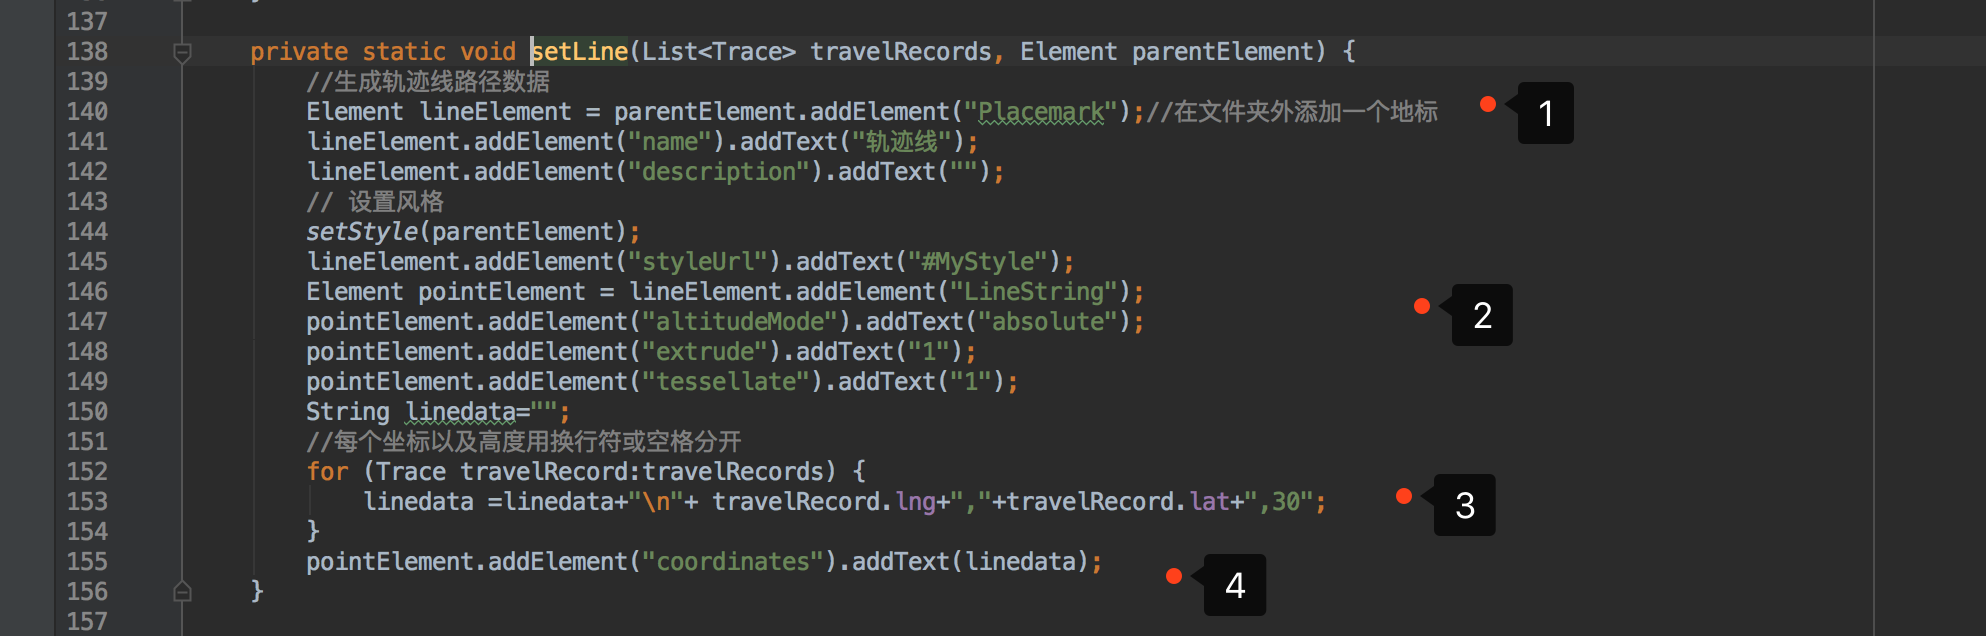 137
138 private static void setLine(List<Trace> travelRecords, Element parentElement) {
139 //生成轨迹线路径数据
140 Element lineElement = parentElement.addElement("Placemark");//在文件夹外添加一个地标 1
141 lineElement.addElement("name").addText("轨迹线");
142 lineElement.addElement("description").addText("");
143 // 设置风格
144 setStyle(parentElement);
145 lineElement.addElement("styleUrl").addText("#MyStyle");
146 Element pointElement = lineElement.addElement("LineString"); 2
147 pointElement.addElement("altitudeMode").addText("absolute");
148 pointElement.addElement("extrude").addText("1");
149 pointElement.addElement("tessellate").addText("1");
150 String linedata="";
151 //每个坐标以及高度用换行符或空格分开
152 for (Trace travelRecord:travelRecords) {
153 linedata =linedata+"\n"+ travelRecord.lng+","+travelRecord.lat+",30"; 3
154 }
155 pointElement.addElement("coordinates").addText(linedata); 4
156 }
157